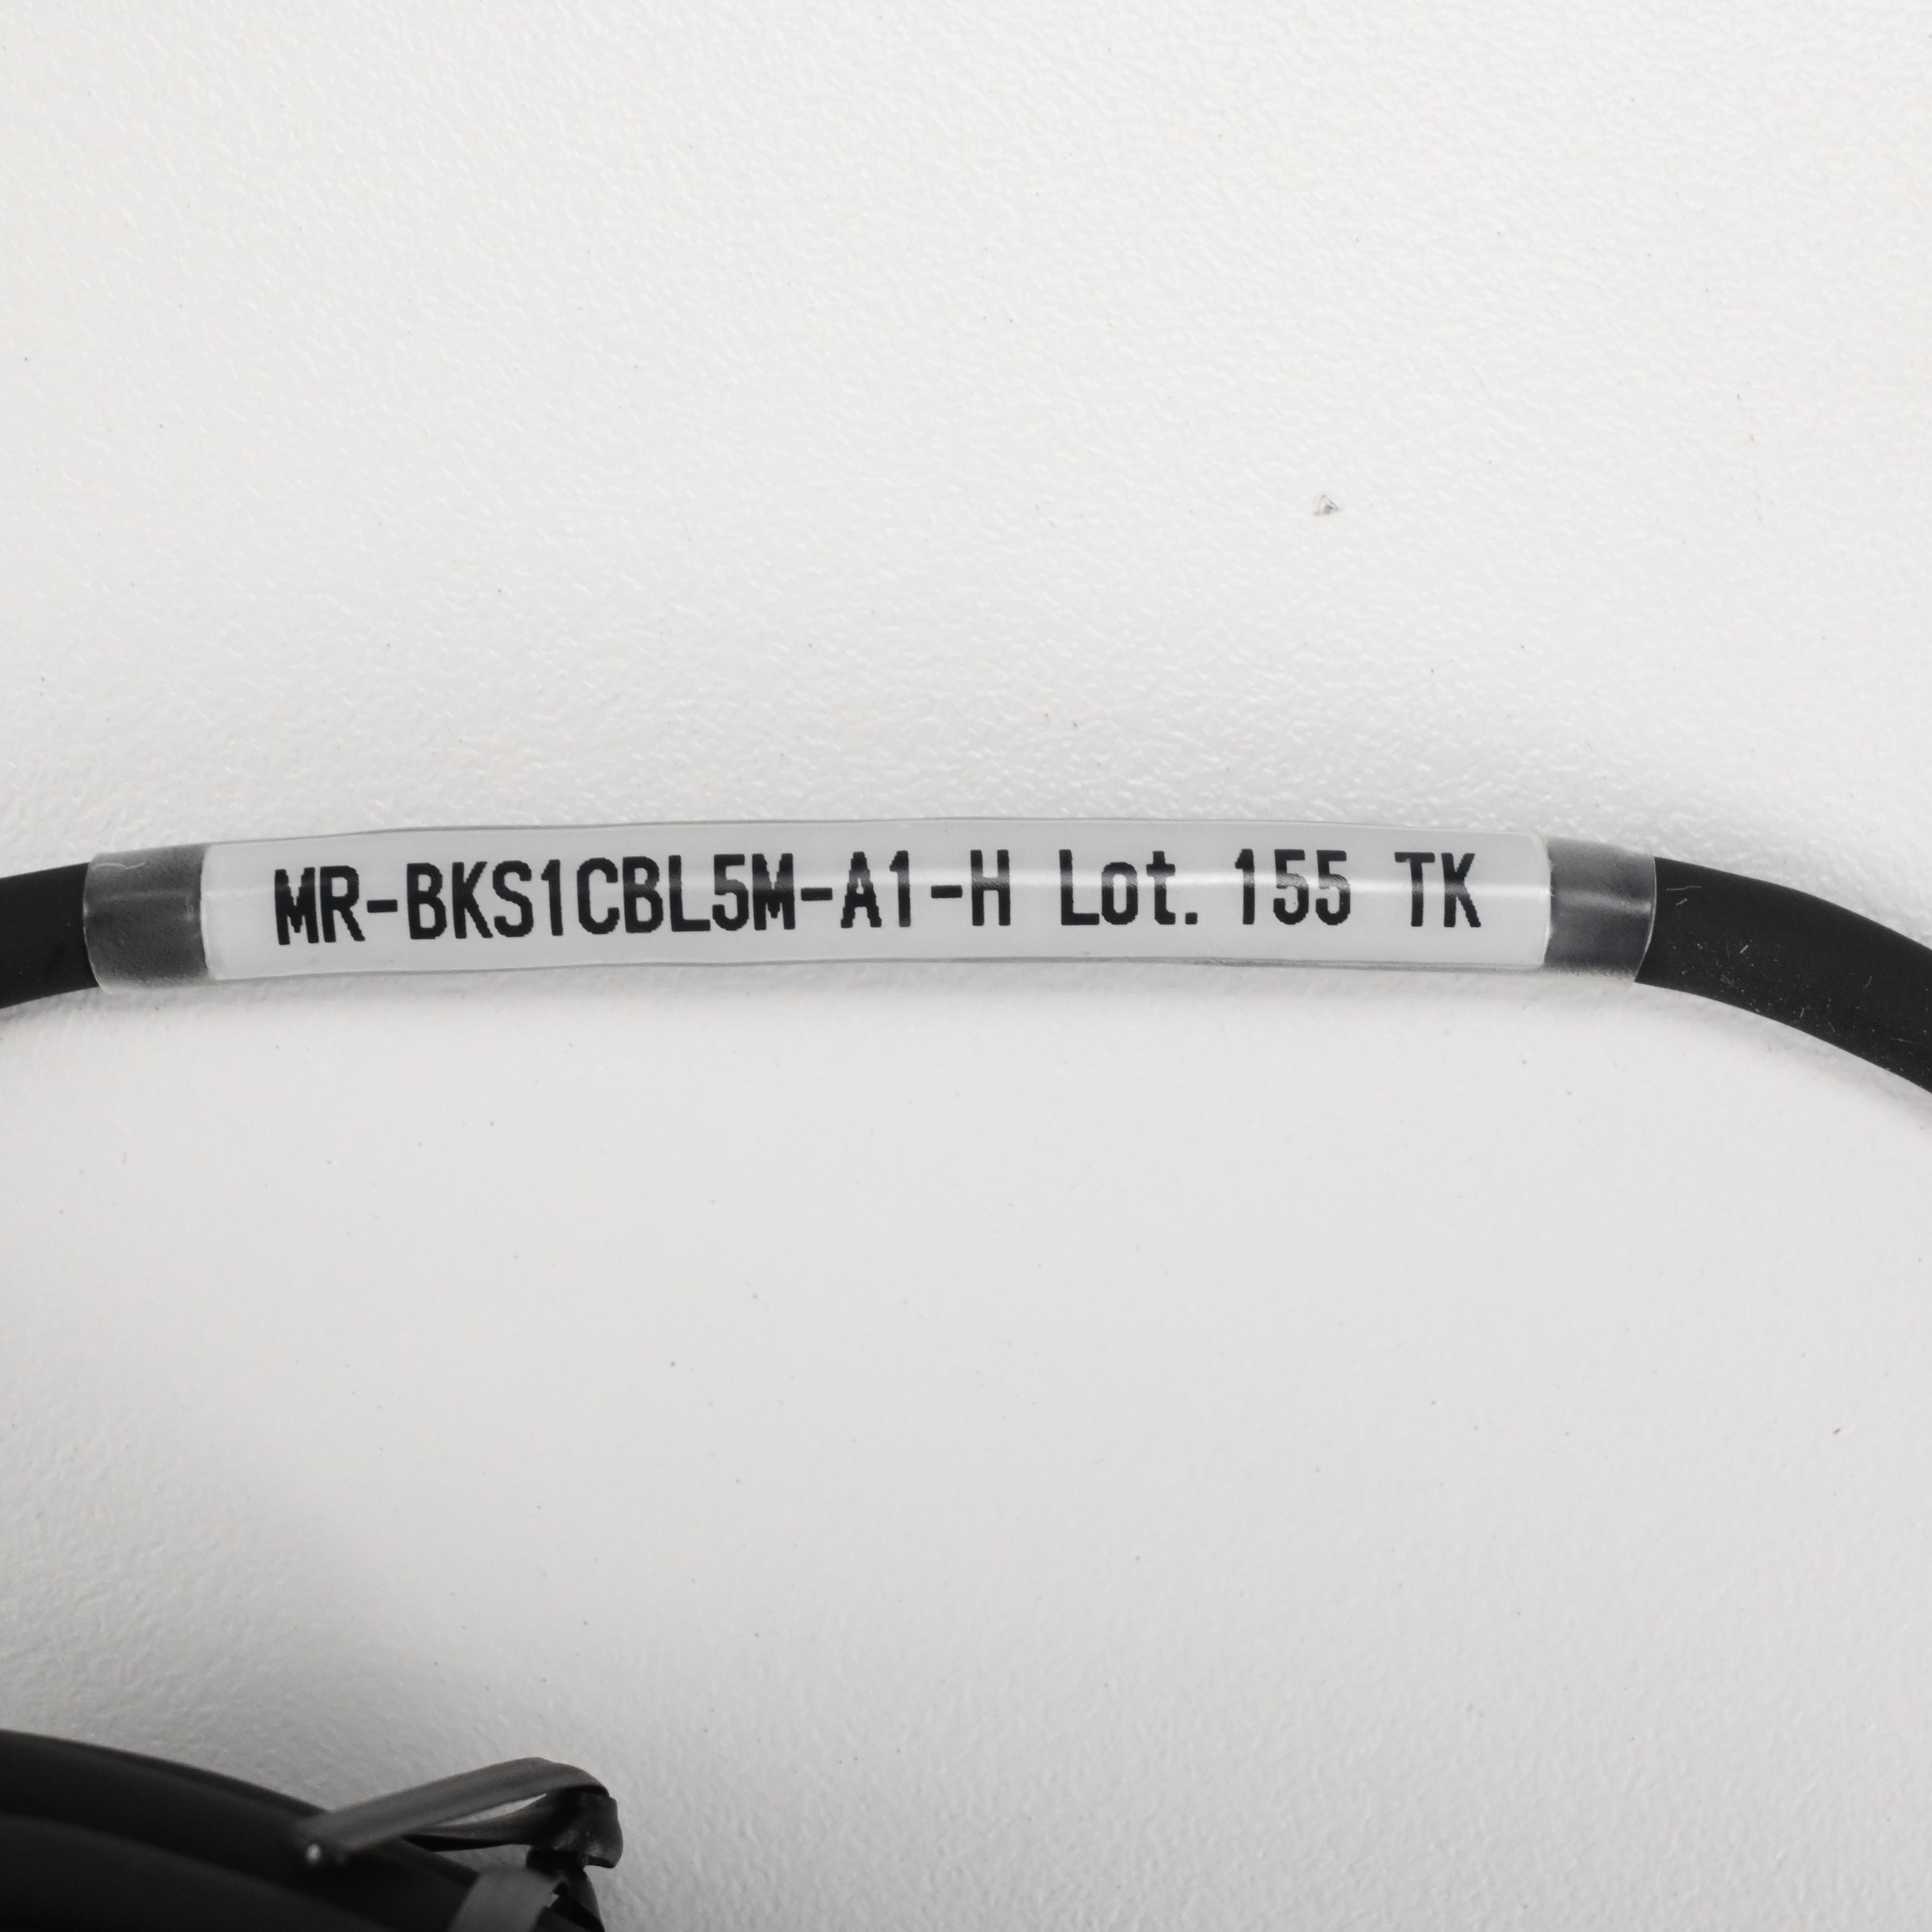 MR-BKS1CBL5M-A1-H Lot. 155 TK